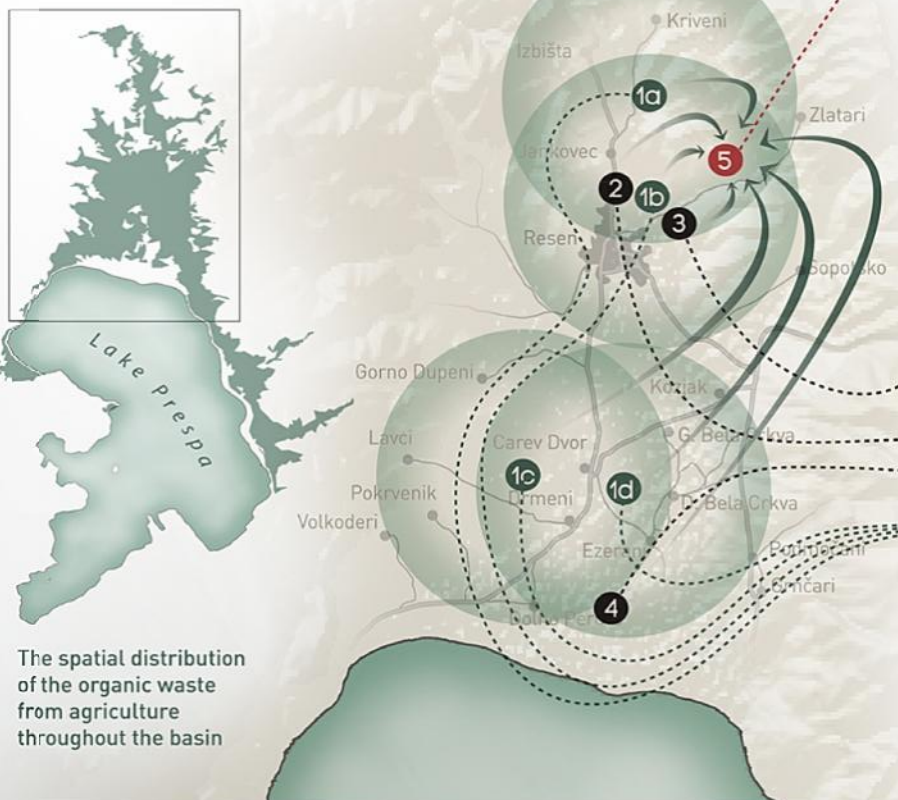 Kriveni
Izbišta
1a
Zlatari
Jankovec
5
2
1b
3
Resen
Sopotsko
Lake Prespa
Gorno Dupeni
Kozjak
Lavci
Carev Dvor
G. Bela Crkva
1c
1d
Pokrvenik
Drmeni
D. Bela Crkva
Volkoderi
Ezerani
Podmočani
Grnčari
4
Dolno
The spatial distribution
of the organic waste
from agriculture
throughout the basin